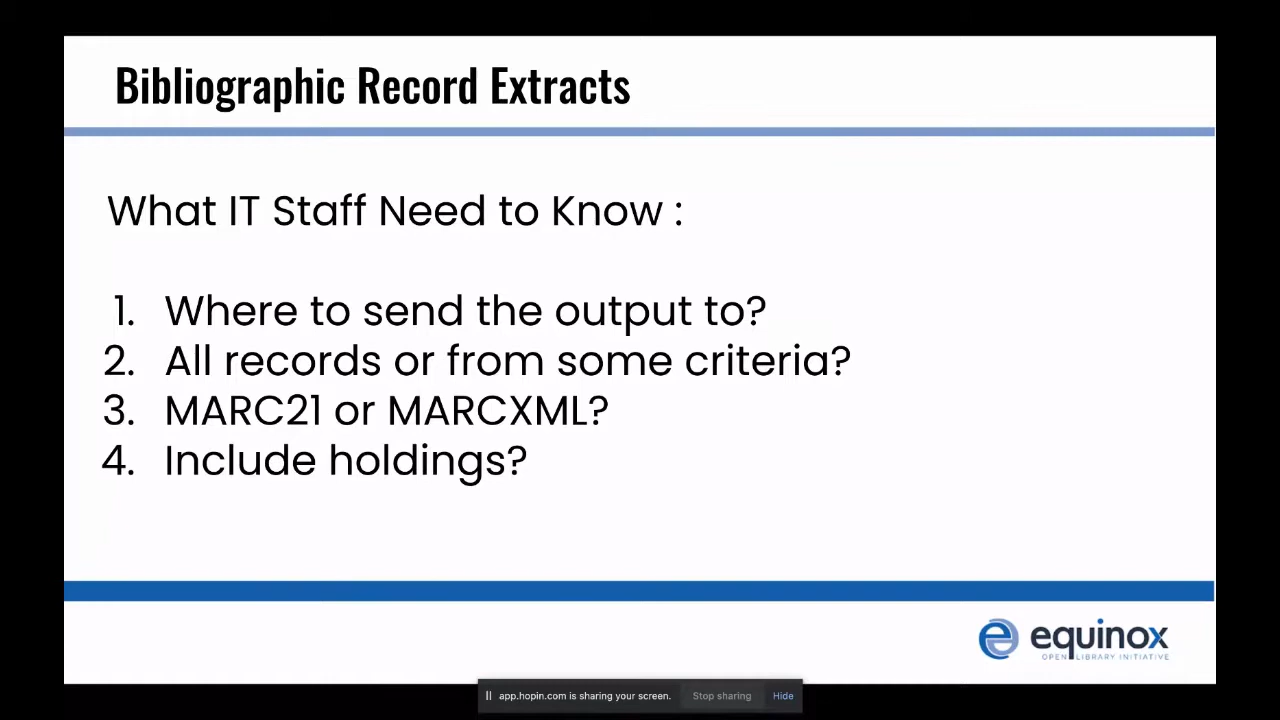 Bibliographic Record Extracts
What IT Staff Need to Know :
1. Where to send the output to?
2. All records or from some criteria?
3. MARC21 or MARCXML?
4. Include holdings?
equinox
OPEN LIBRARY INITIATIVE
app.hopin.com is sharing your screen. Stop sharing Hide